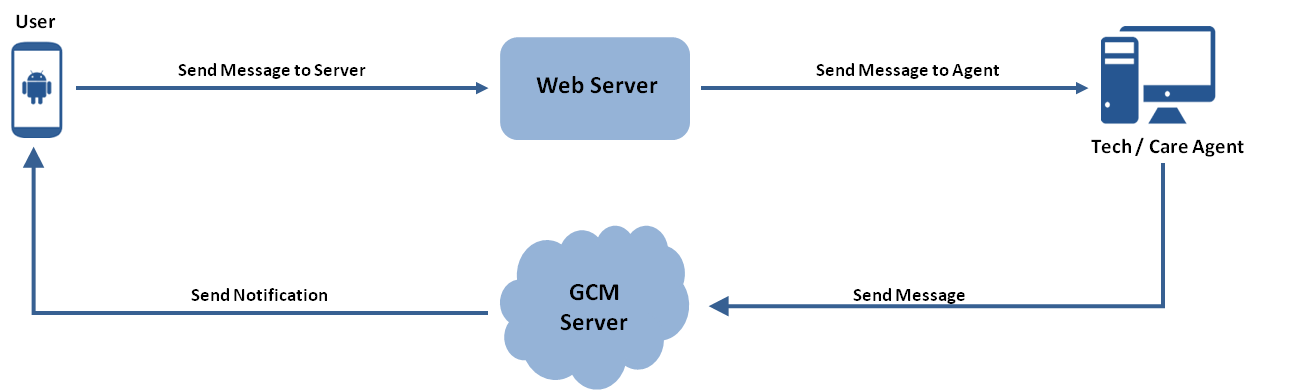 User
Send Message to Server
Web Server
Send Message to Agent
Tech / Care Agent
Send Notification
GCM
Server
Send Message